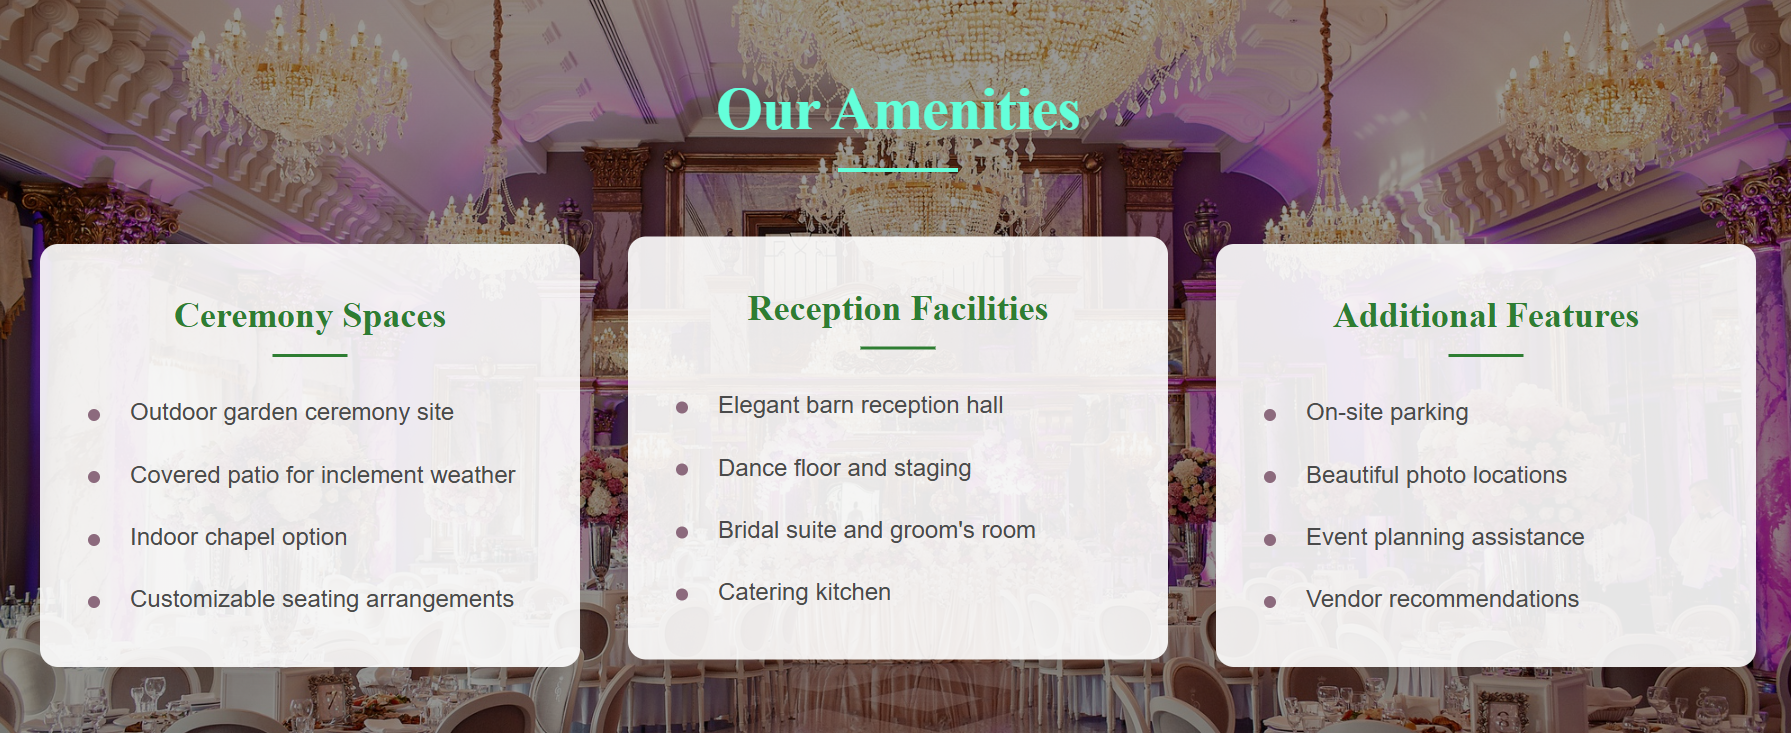 Our Amenities
Ceremony Spaces
Outdoor garden ceremony site
Covered patio for inclement weather
Indoor chapel option
Customizable seating arrangements
Reception Facilities
Elegant barn reception hall
Dance floor and staging
Bridal suite and groom's room
Catering kitchen
Additional Features
On-site parking
Beautiful photo locations
Event planning assistance
Vendor recommendations